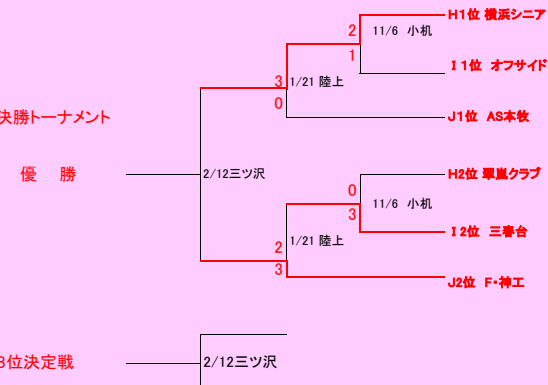 H1位 横浜シニア
2
11/6 小机
1
I 1位 オフサイド
3
1/21 陸上
0
J1位 AS本牧
決勝トーナメント
優 勝
2/12三ツ沢
H2位 翠嵐クラブ
0
11/6 小机
3
I 2位 三春台
2
1/21 陸上
3
J2位 F・神工
3位決定戦
2/12三ツ沢